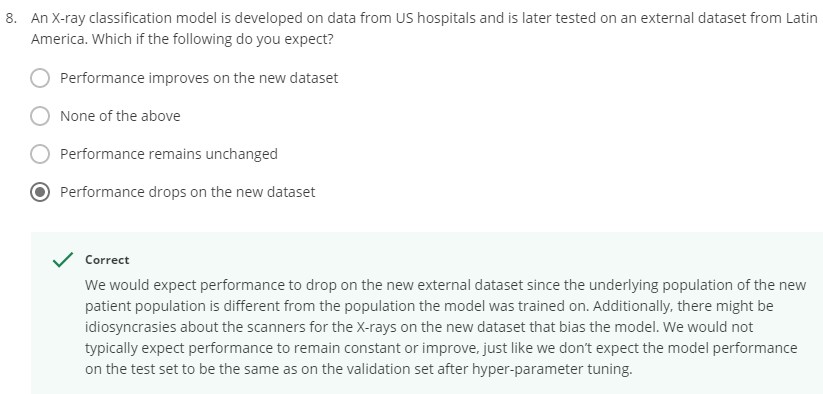 8. An X-ray classification model is developed on data from US hospitals and is later tested on an external dataset from Latin
America. Which if the following do you expect?
Performance improves on the new dataset
None of the above
Performance remains unchanged
Performance drops on the new dataset
Correct
We would expect performance to drop on the new external dataset since the underlying population of the new
patient population is different from the population the model was trained on. Additionally, there might be
idiosyncrasies about the scanners for the X-rays on the new dataset that bias the model. We would not
typically expect performance to remain constant or improve, just like we don't expect the model performance
on the test set to be the same as on the validation set after hyper-parameter tuning.